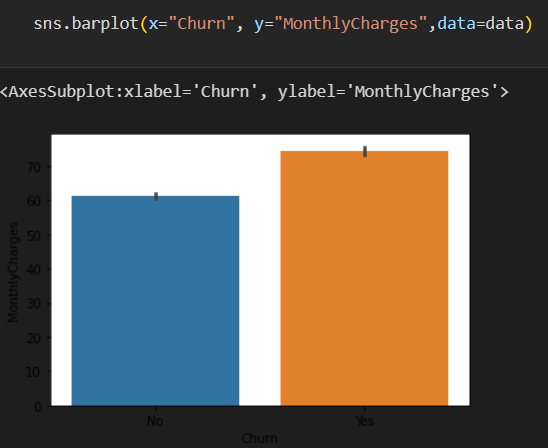 sns.barplot(x="Churn", y="MonthlyCharges",data=data)
<AxesSubplot:xlabel='Churn', ylabel='MonthlyCharges'>
70
60
50
40
30
20
10
0
MonthlyCharges
No Yes
Churn